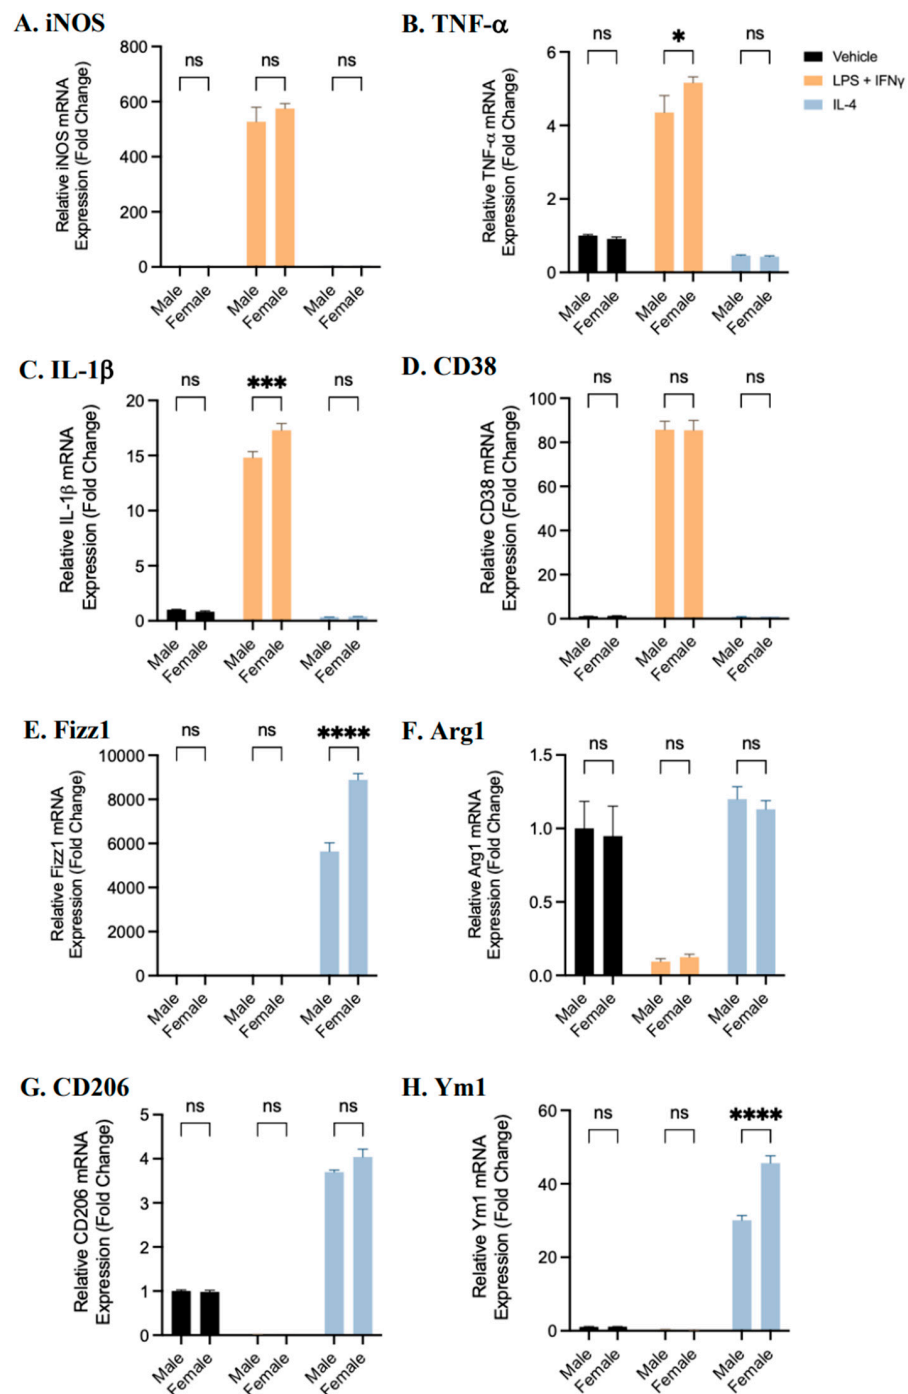 A. iNOS
Relative iNOS mRNA
Expression (Fold Change)
800
600
400
200
0
ns
ns
ns
Male
Female
Male
Female
Male
Female
B. TNF-α
Relative TNF-α mRNA
Expression (Fold Change)
6
4
2
0
ns
*
ns
Male
Female
Male
Female
Male
Female
Vehicle
LPS + IFNγ
IL-4
C. IL-1β
Relative IL-1β mRNA
Expression (Fold Change)
20
15
10
5
0
ns
***
ns
Male
Female
Male
Female
Male
Female
D. CD38
Relative CD38 mRNA
Expression (Fold Change)
100
80
60
40
20
0
ns
ns
ns
Male
Female
Male
Female
Male
Female
E. Fizz1
Relative Fizz1 mRNA
Expression (Fold Change)
10000
8000
6000
4000
2000
0
ns
ns
****
Male
Female
Male
Female
Male
Female
F. Arg1
Relative Arg1 mRNA
Expression (Fold Change)
1.5
1.0
0.5
0.0
ns
ns
ns
Male
Female
Male
Female
Male
Female
G. CD206
Relative CD206 mRNA
Expression (Fold Change)
5
4
3
2
1
0
ns
ns
ns
Male
Female
Male
Female
Male
Female
H. Ym1
Relative Ym1 mRNA
Expression (Fold Change)
60
40
20
0
ns
ns
****
Male
Female
Male
Female
Male
Female